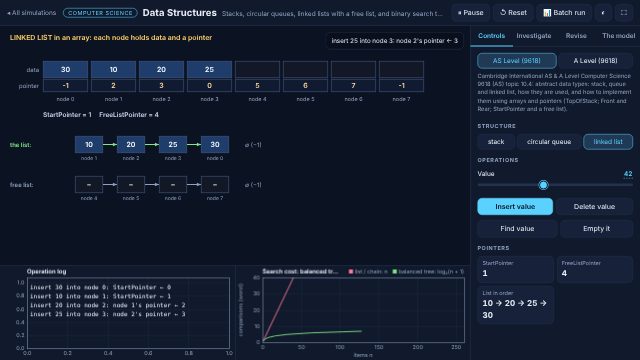 ◂ All simulations COMPUTER SCIENCE Data Structures Stacks, circular queues, linked lists with a free list, and binary search t… Pause Reset Batch run
LINKED LIST in an array: each node holds data and a pointer
insert 25 into node 3: node 2's pointer ← 3
data 30 10 20 25
pointer -1 2 3 0 5 6 7 -1
node 0 node 1 node 2 node 3 node 4 node 5 node 6 node 7
StartPointer = 1 FreeListPointer = 4
the list: 10 20 25 30 ∅ (−1)
node 1 node 2 node 3 node 0
free list: – – – – ∅ (−1)
node 4 node 5 node 6 node 7
Operation log
1.0
0.8
0.6
0.4
0.2
0.0
insert 30 into node 0; StartPointer ← 0
insert 10 into node 1; StartPointer ← 1
insert 20 into node 2: node 1's pointer ← 2
insert 25 into node 3: node 2's pointer ← 3
0.0 0.2 0.4 0.6 0.8 1.0
Search cost: balanced tr… list / chain: n balanced tree: log₂(n + 1)
comparisons (worst)
40
30
20
10
0
0 50 100 150 200 250
items n
Controls Investigate Revise The model
AS Level (9618) A Level (9618)
Cambridge International AS & A Level Computer Science
9618 (AS) topic: 10.4: abstract data types: stack, queue
and linked list, how they are used, and how to implement
them using arrays and pointers (TopOfStack; Front and
Rear; StartPointer and a free list).
STRUCTURE
stack circular queue linked list
OPERATIONS
Value 42
Insert value Delete value
Find value Empty it
POINTERS
StartPointer
1
FreeListPointer
4
List in order
10 → 20 → 25 →
30